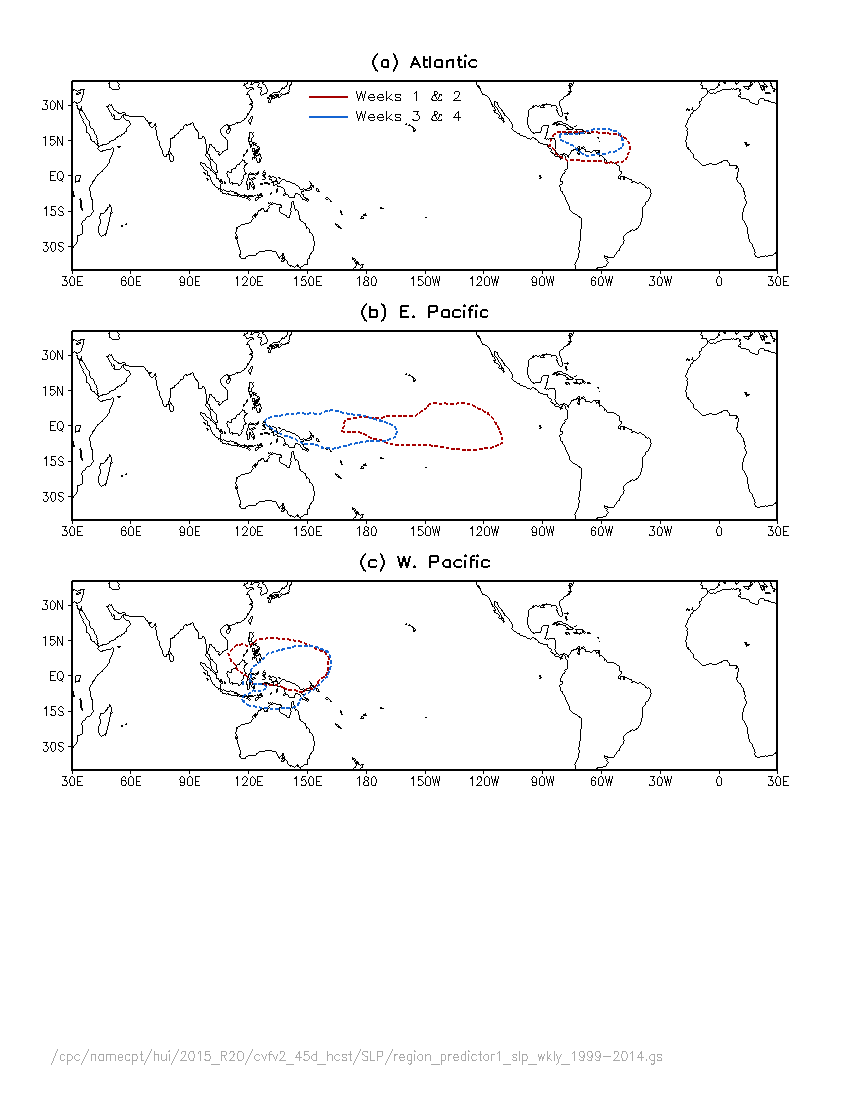 (a) Atlantic
Weeks 1 & 2
Weeks 3 & 4
30N
15N
EQ
15S
30S
30E 60E 90E 120E 150E 180 150W 120W 90W 60W 30W 0 30E
(b) E. Pacific
30N
15N
EQ
15S
30S
30E 60E 90E 120E 150E 180 150W 120W 90W 60W 30W 0 30E
(c) W. Pacific
30N
15N
EQ
15S
30S
30E 60E 90E 120E 150E 180 150W 120W 90W 60W 30W 0 30E
/cpc/namecpt/hui/2015_R2O/cvfv2_45d_hcst/SLP/region_predictor1_slp_wkly_1999-2014.gs